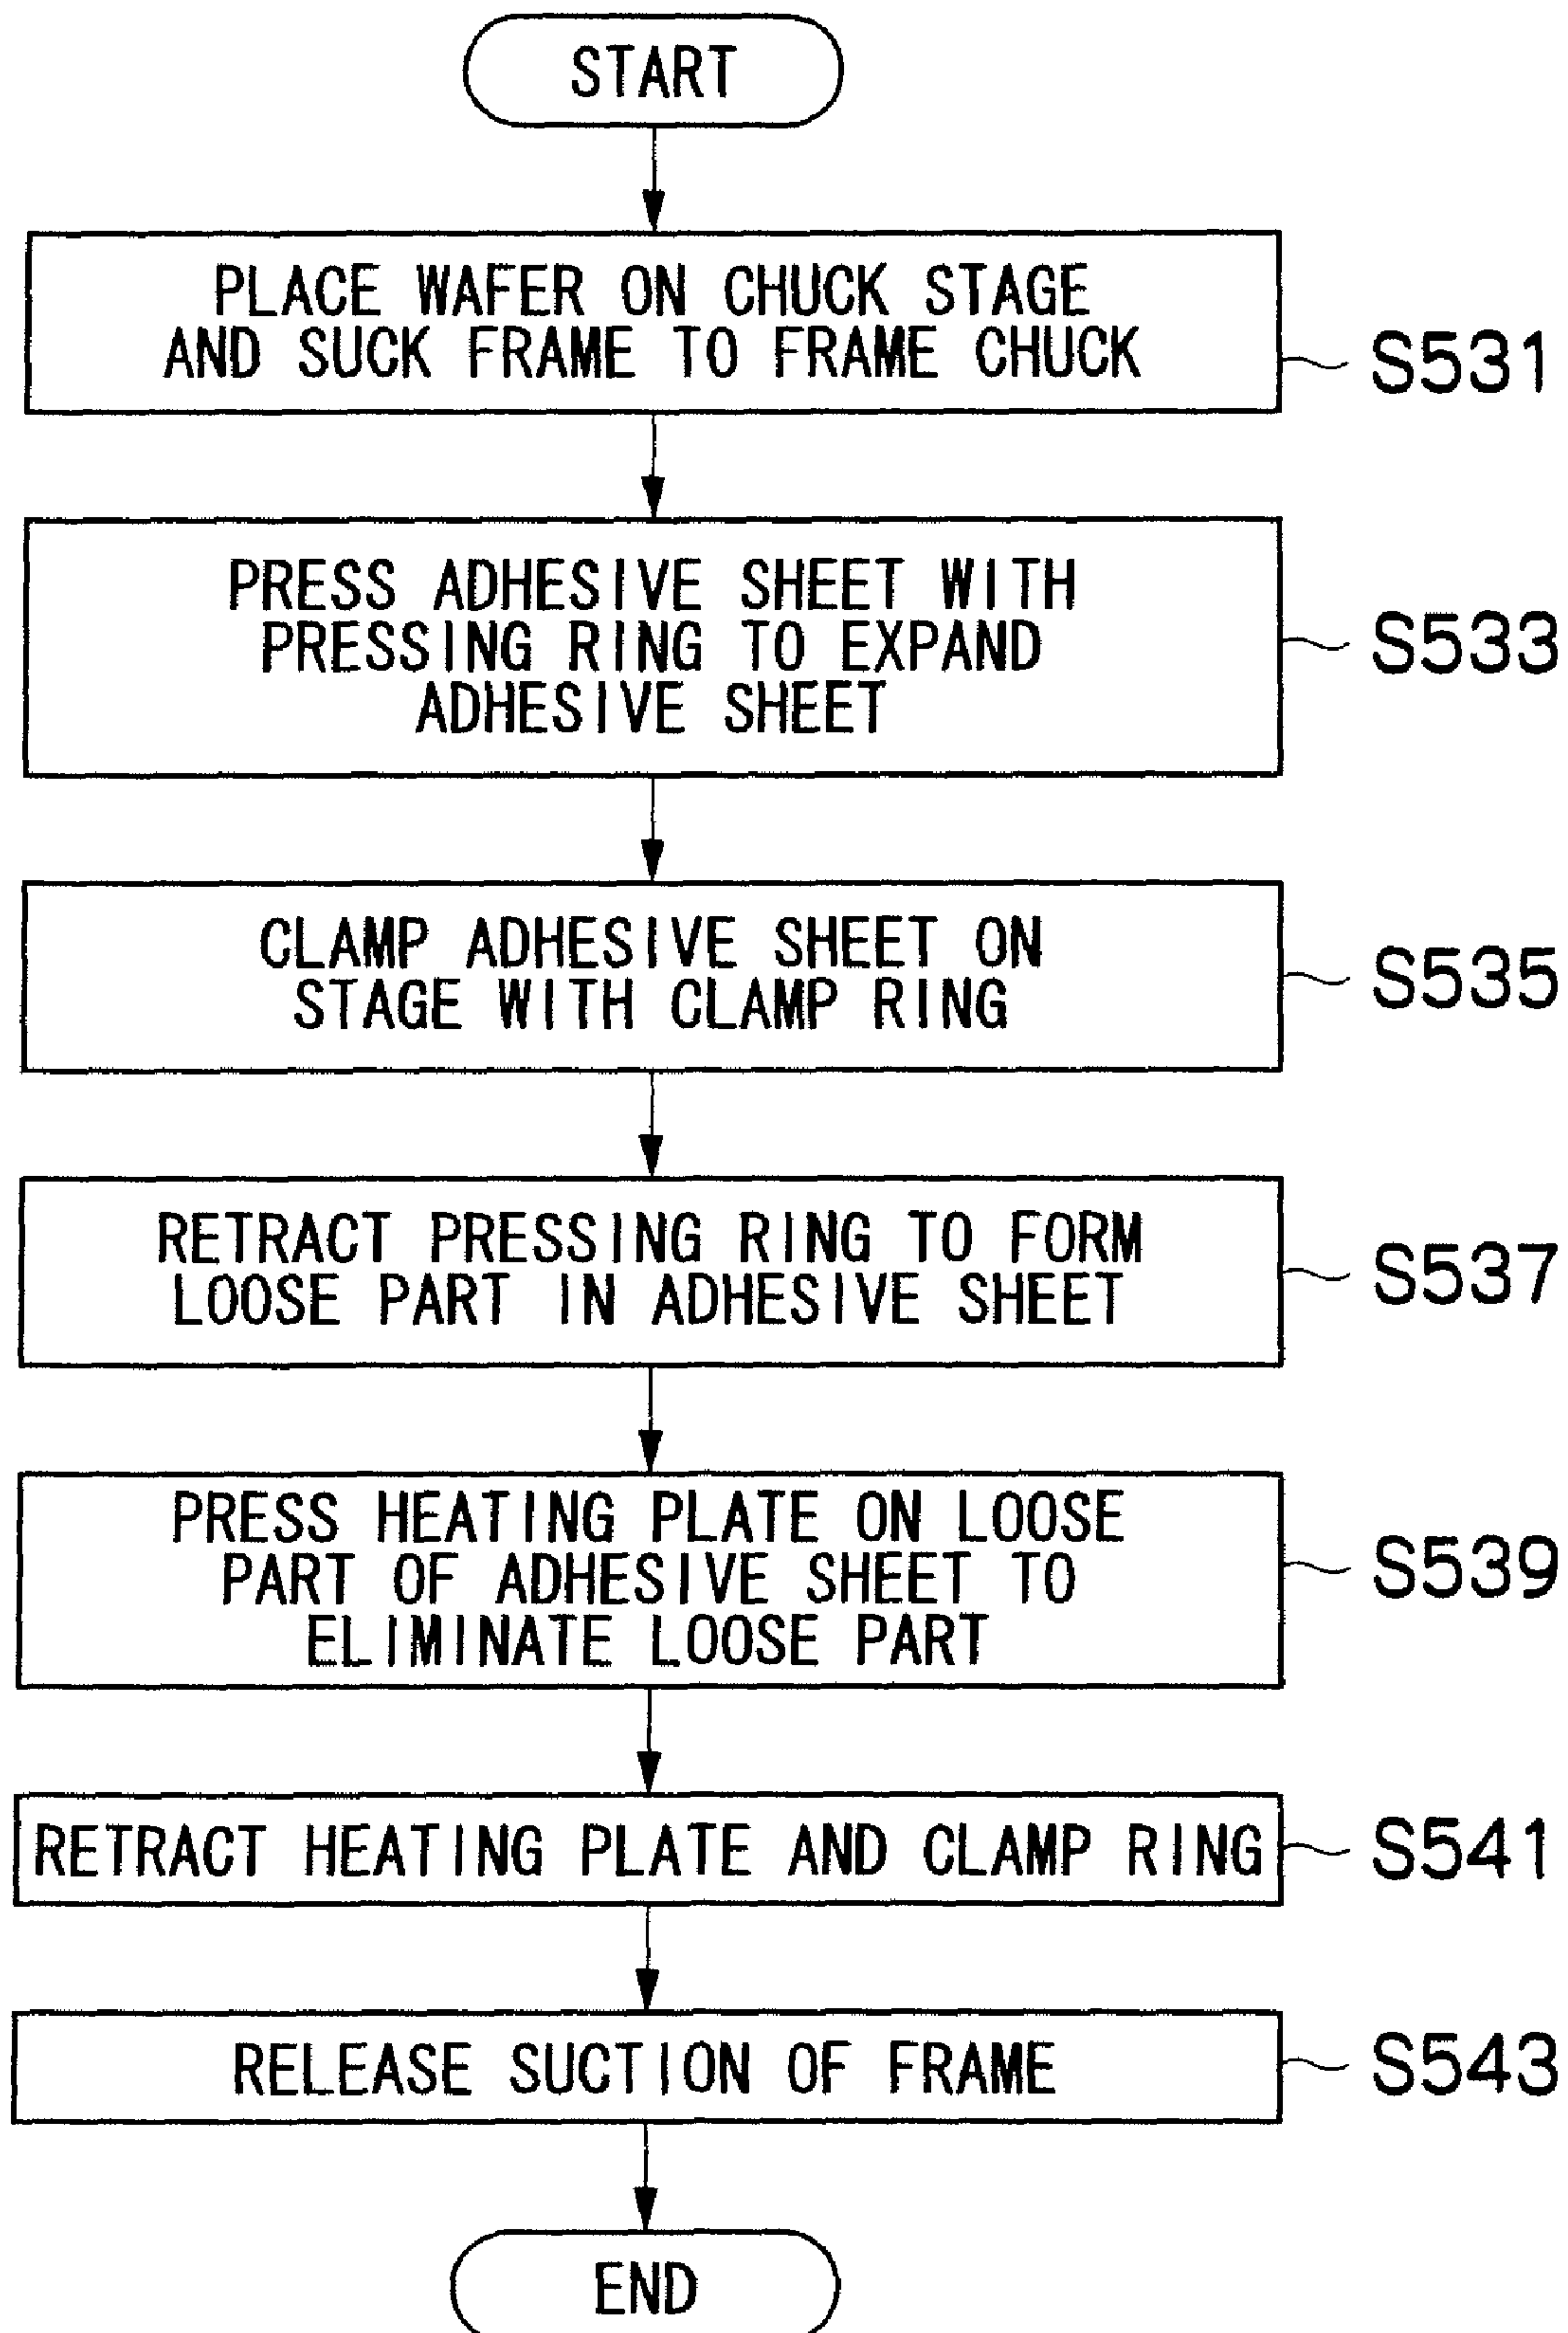 START
PLACE WAFER ON CHUCK STAGE
AND SUCK FRAME TO FRAME CHUCK
S531
PRESS ADHESIVE SHEET WITH
PRESSING RING TO EXPAND
ADHESIVE SHEET
S533
CLAMP ADHESIVE SHEET ON
STAGE WITH CLAMP RING
S535
RETRACT PRESSING RING TO FORM
LOOSE PART IN ADHESIVE SHEET
S537
PRESS HEATING PLATE ON LOOSE
PART OF ADHESIVE SHEET TO
ELIMINATE LOOSE PART
S539
RETRACT HEATING PLATE AND CLAMP RING
S541
RELEASE SUCTION OF FRAME
S543
END